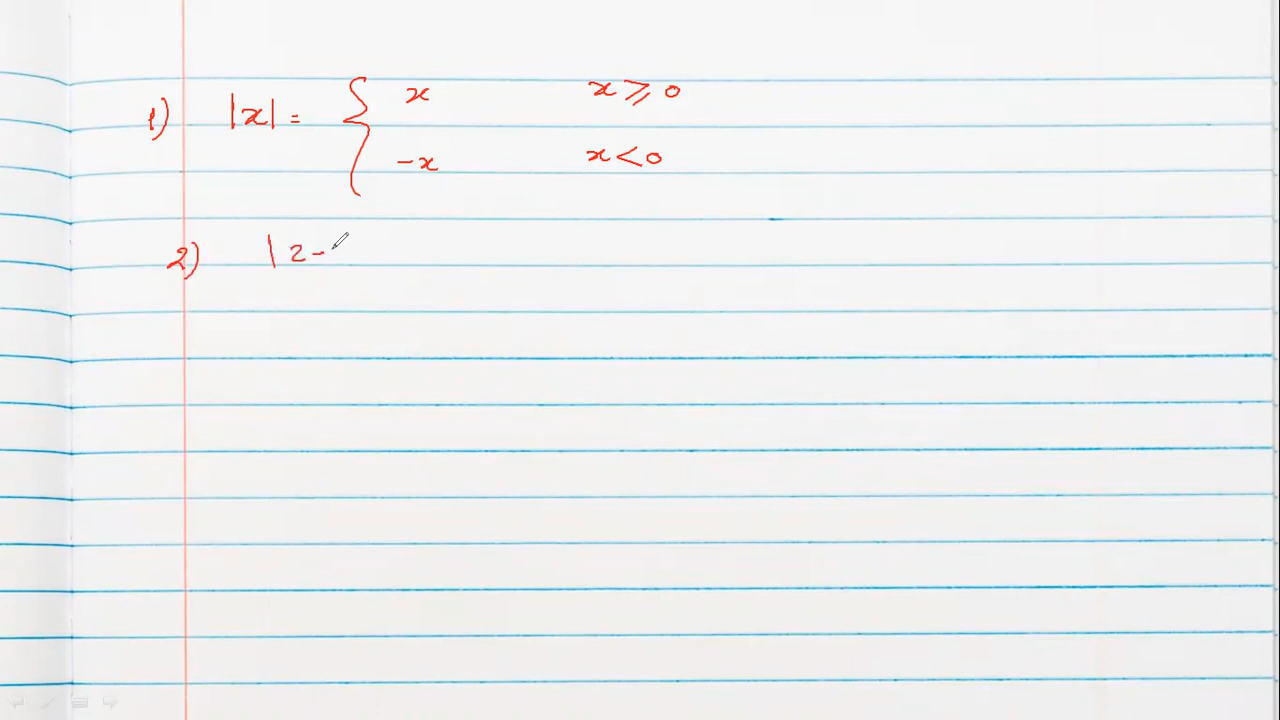 1) |x| = { x x ⩾ 0
-x x < 0
2) | 2 -